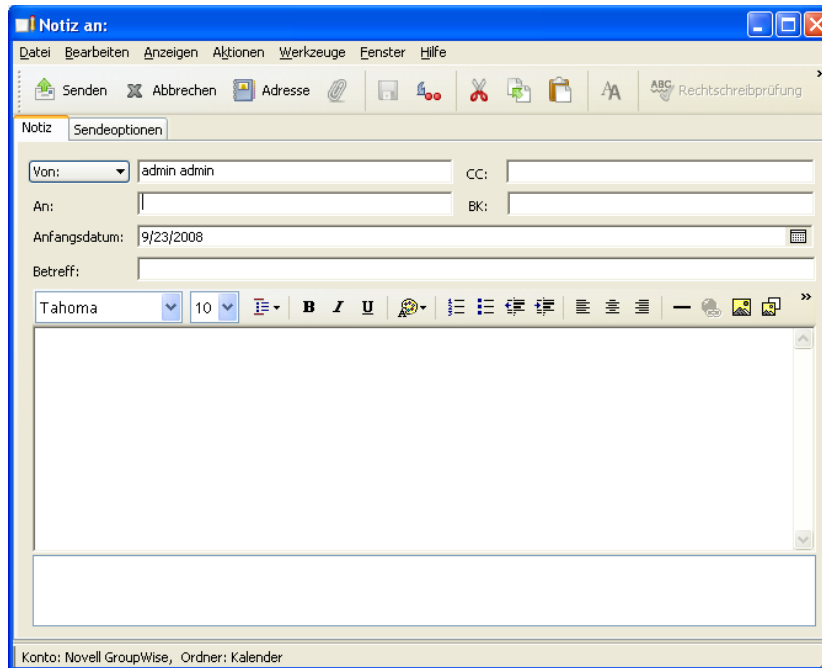 Notiz an:
Datei Bearbeiten Anzeigen Aktionen Werkzeuge Fenster Hilfe
Senden Abbrechen Adresse ABC Rechtschreibprüfung
Notiz Sendeoptionen
Von: admin admin CC:
An: BK:
Anfangsdatum: 9/23/2008
Betreff:
Tahoma 10 B I U
Konto: Novell GroupWise, Ordner: Kalender